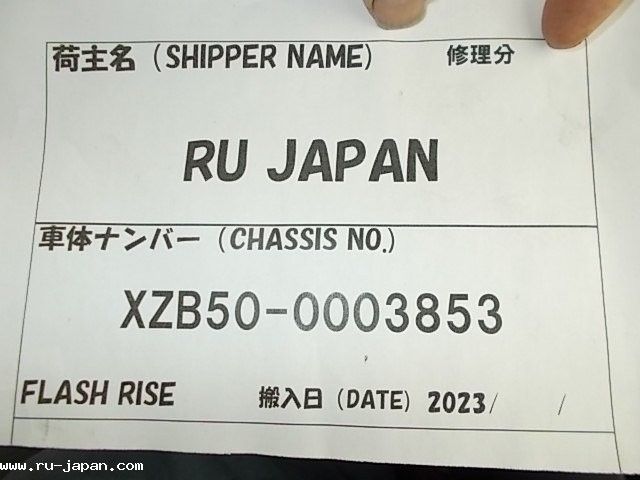 荷主名 (SHIPPER NAME) 修理分
RU JAPAN
車体ナンバー (CHASSIS NO.)
XZB50-0003853
FLASH RISE 搬入日 (DATE) 2023/ /
www.ru-japan.com